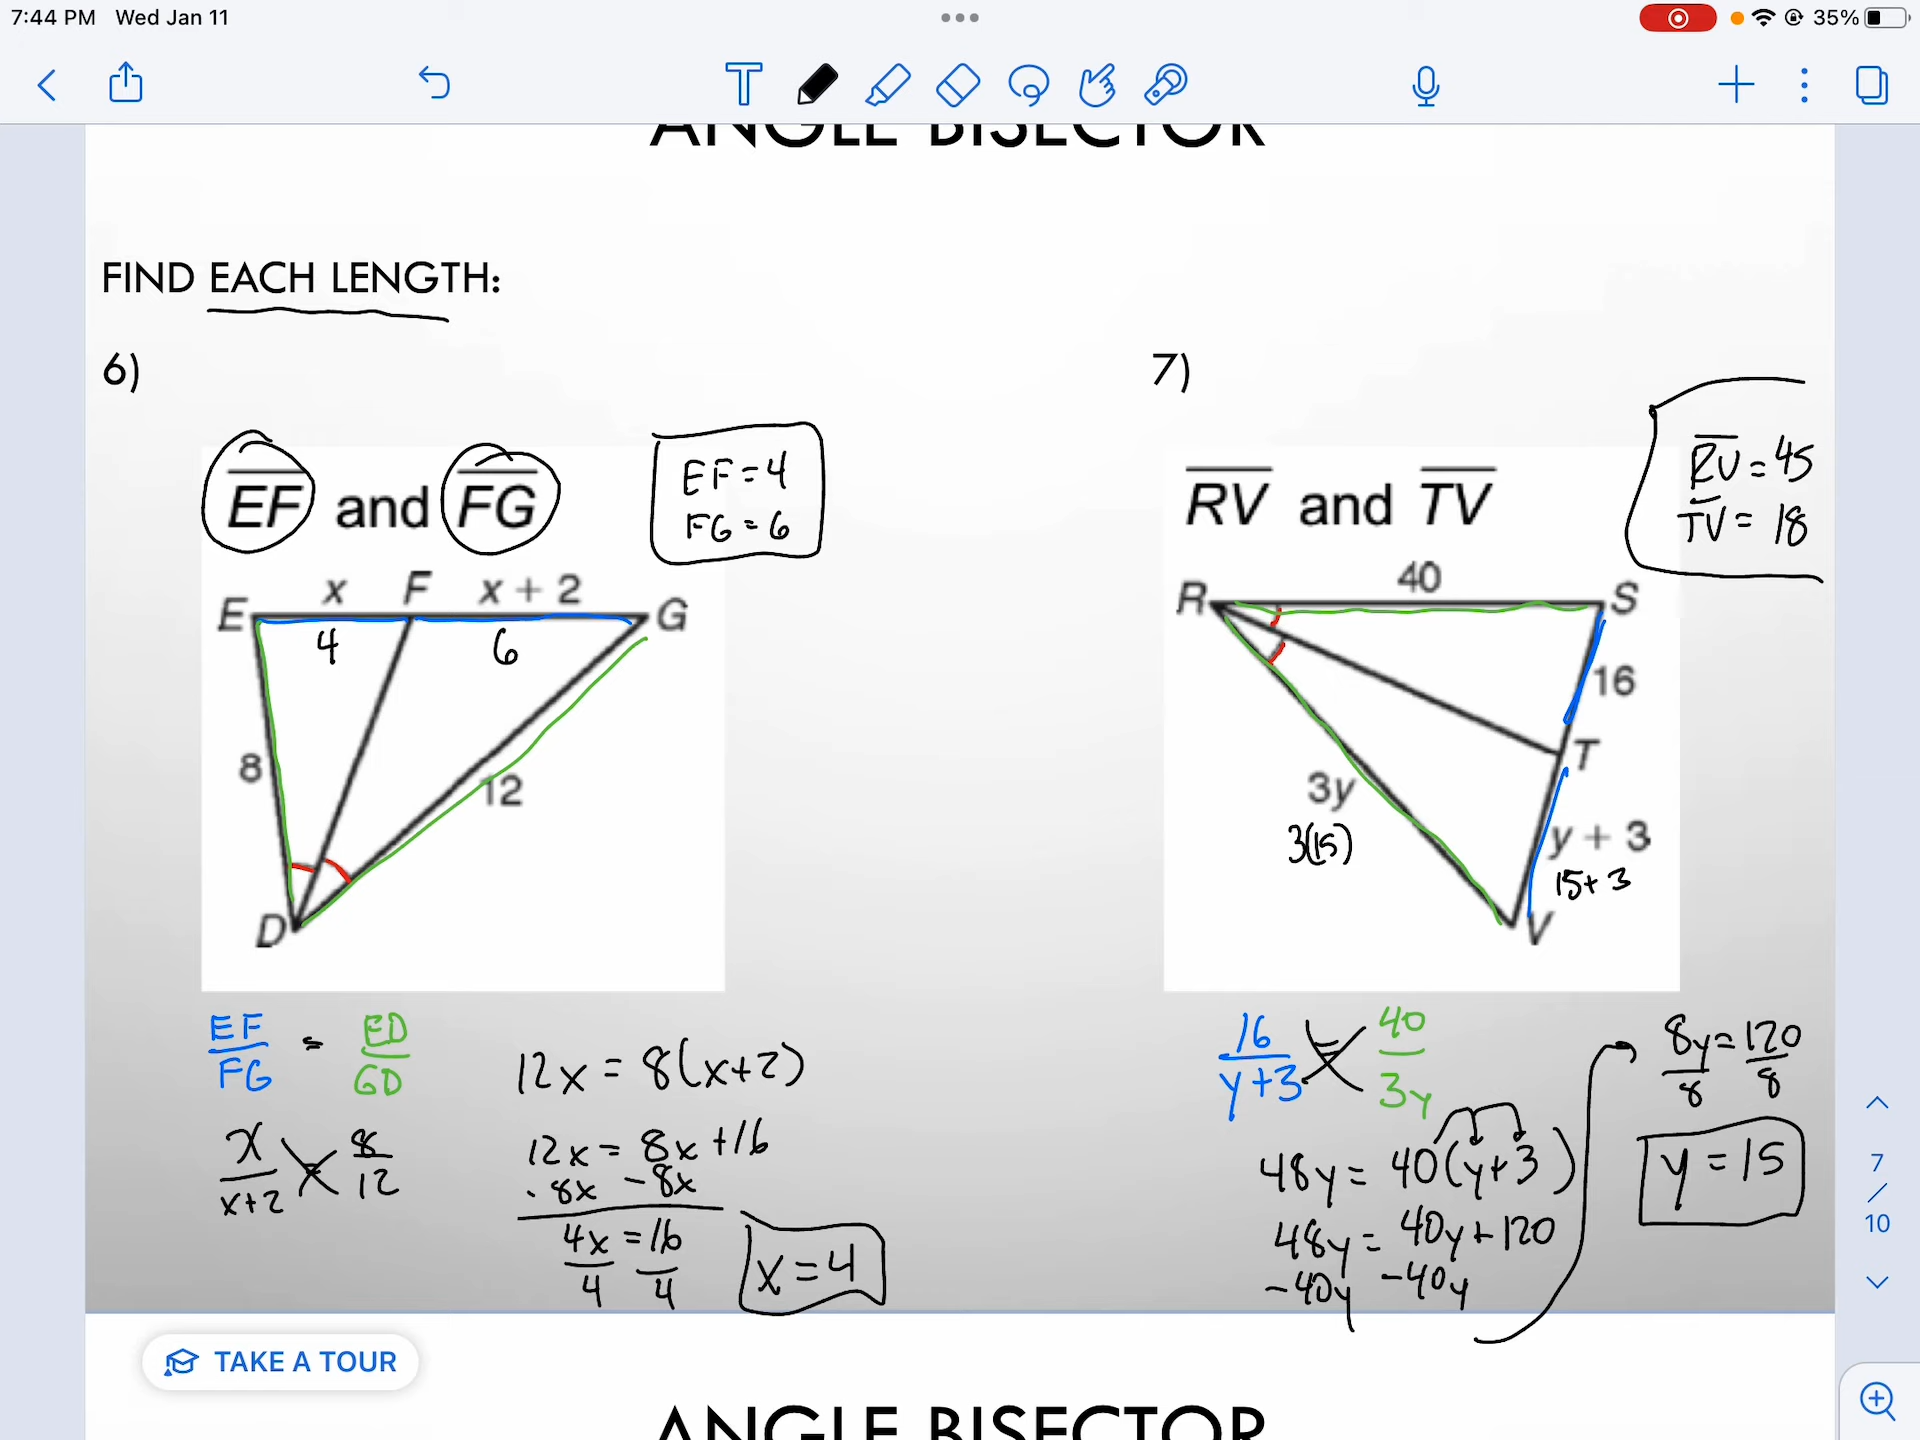 7:44 PM Wed Jan 11
35%
T
ANGLE BISECTOR
FIND EACH LENGTH:
6)
EF and FG
EF = 4
FG = 6
E x F x + 2 G
4 6
8
12
D
EF/FG = ED/GD
x/x+2 = 8/12
12x = 8(x+2)
12x = 8x +16
-8x -8x
4x = 16
4 4
x = 4
7)
RV and TV
RV = 45
TV = 18
R 40 S
16
T
3y
3(15)
y + 3
15+3
V
16/y+3 = 40/3y
48y = 40(y+3)
48y = 40y+120
-40y -40y
8y = 120
8 8
y = 15
7
/
10
TAKE A TOUR
ANGLE BISECTOR